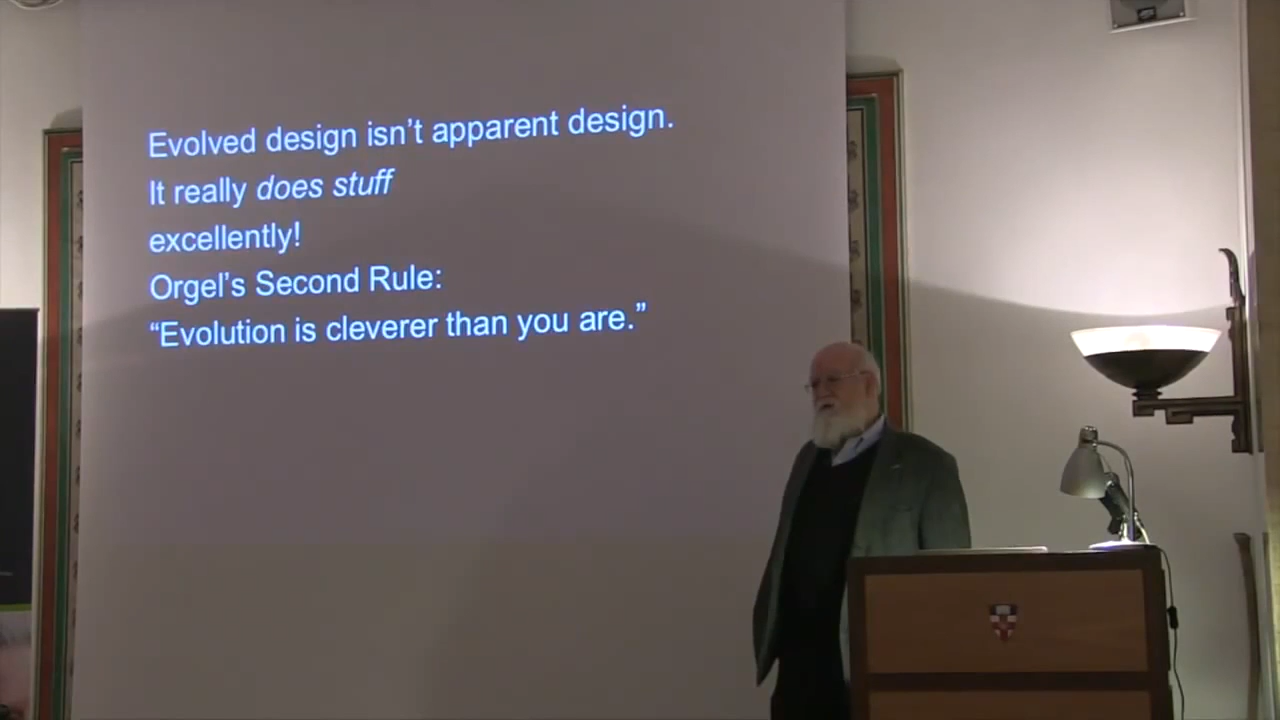 Evolved design isn’t apparent design.
It really does stuff
excellently!
Orgel’s Second Rule:
“Evolution is cleverer than you are.”